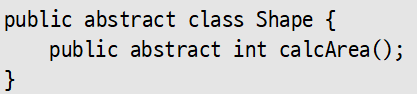 public abstract class Shape {
    public abstract int calcArea();
}